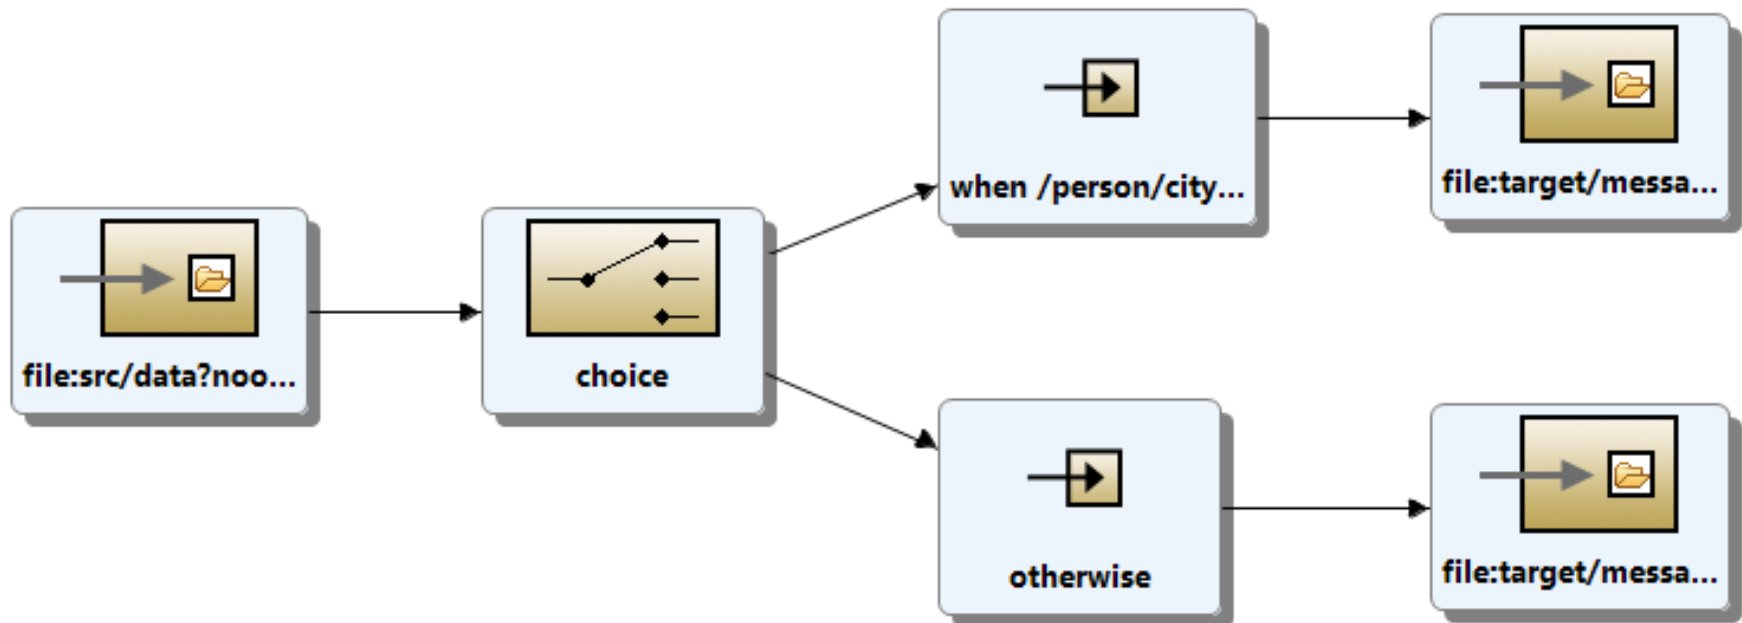 file:src/data?noo...
choice
when /person/city...
file:target/messa...
otherwise
file:target/messa...